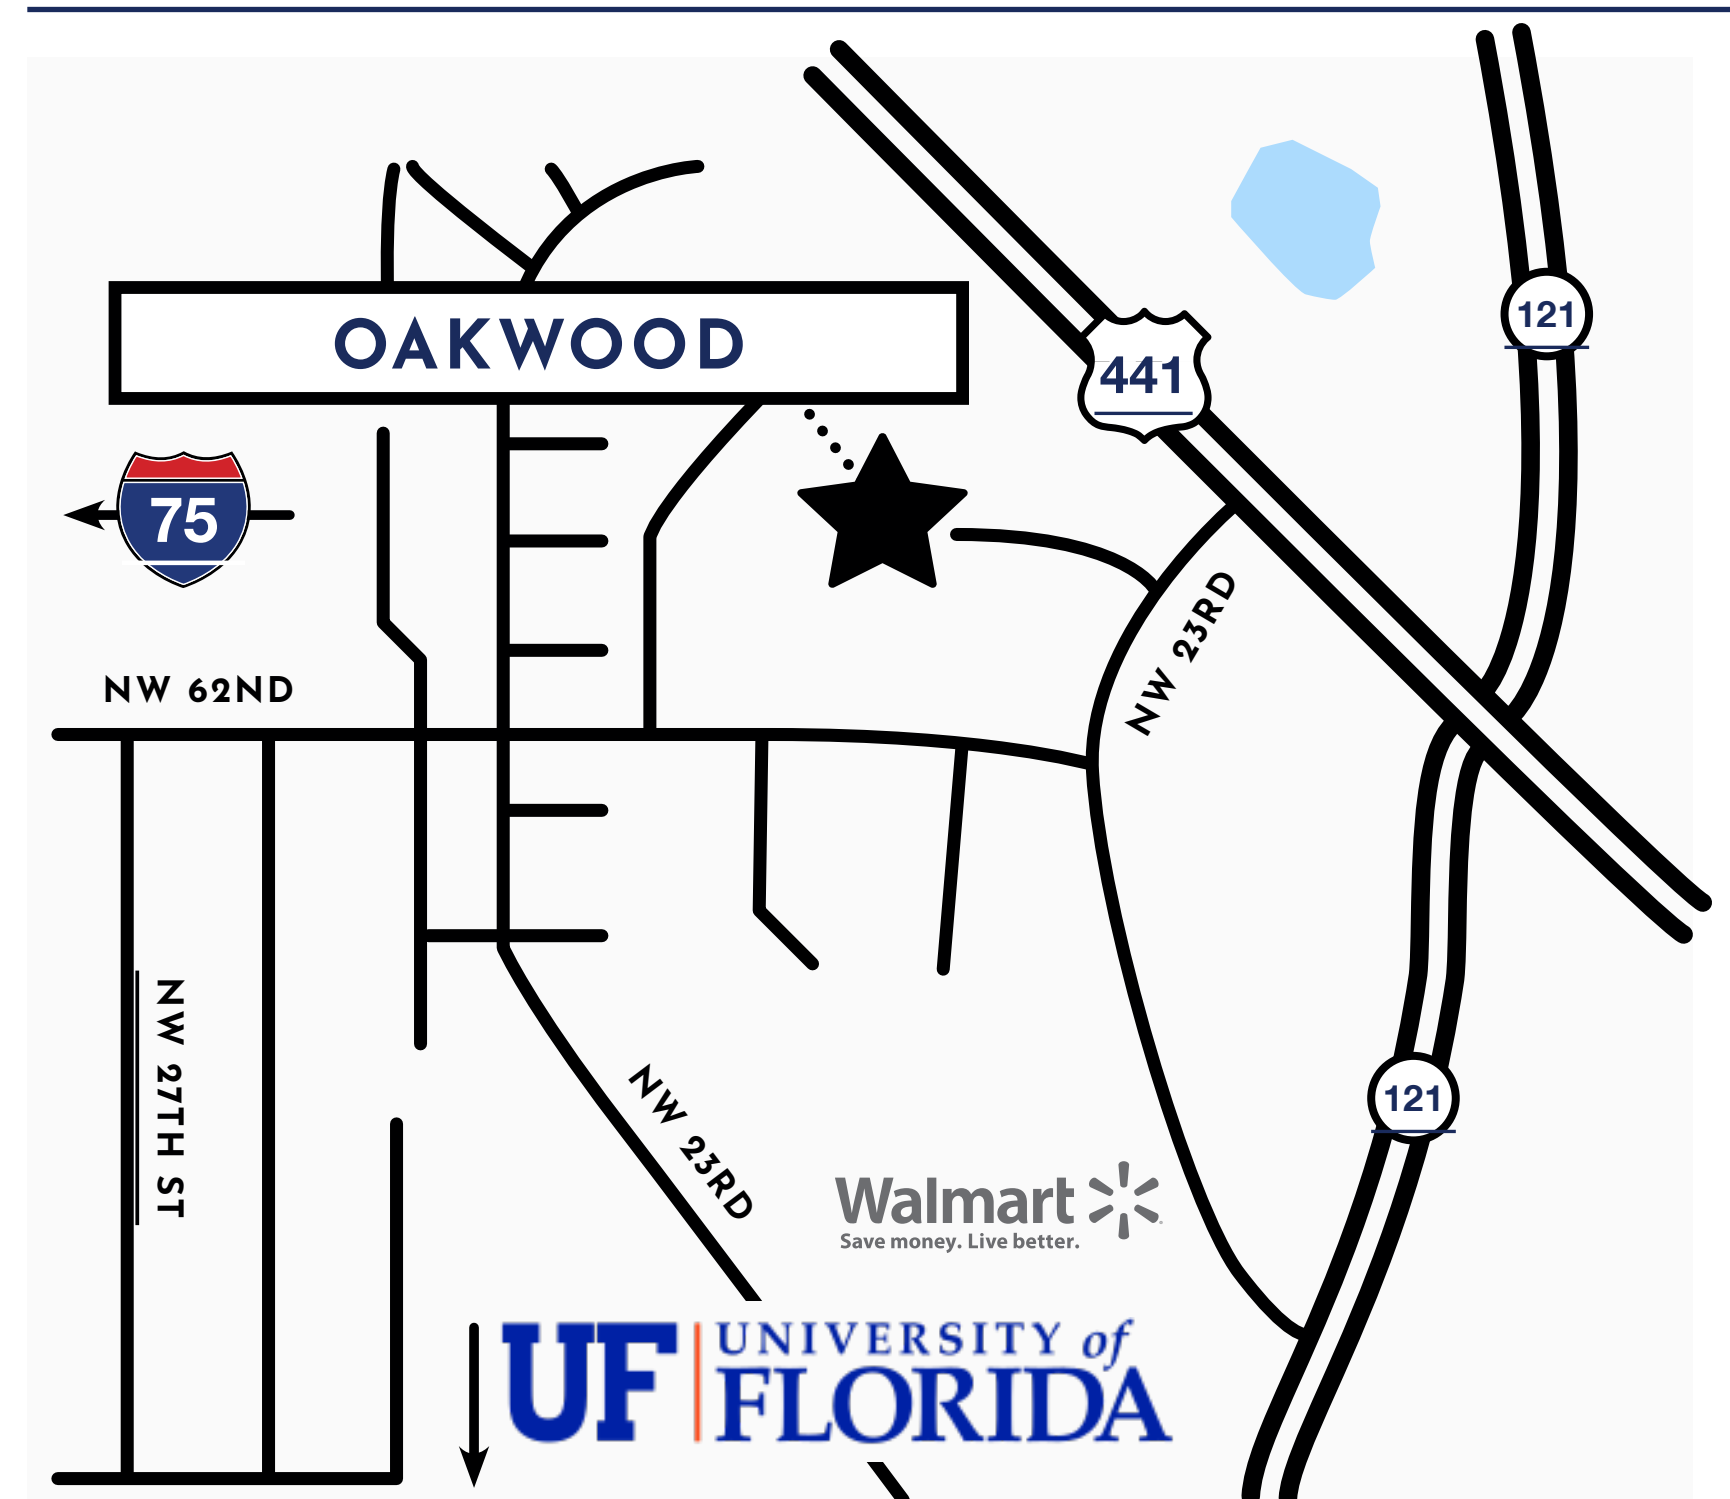 121
OAKWOOD
441
75
NW 23RD
NW 62ND
NW 27TH ST
NW 23RD
121
Walmart
Save money. Live better.
UF UNIVERSITY of
FLORIDA